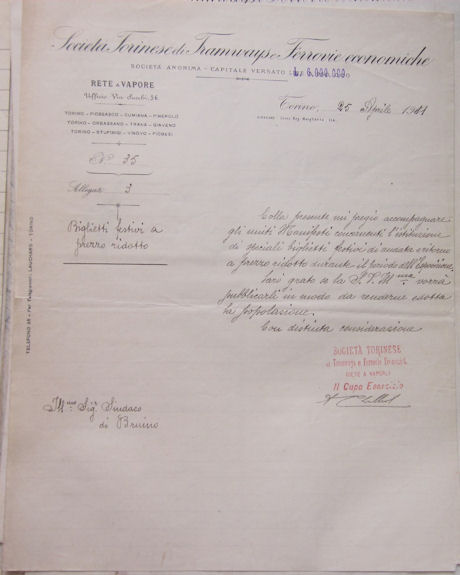 Società Torinese di Tramways e Ferrovie economiche
SOCIETÀ ANONIMA - CAPITALE VERSATO L. 6.000.000
RETE A VAPORE
Ufficio Via Sacchi, 36
TORINO - PIOSSASCO - CUMIANA - PINEROLO
TORINO - ORBASSANO - TRANA - GIAVENO
TORINO - STUPINIGI - VINOVO - PIOBESI
Torino, 25 Aprile 1911
N° 35
Allegati 3
Biglietti festivi a
prezzo ridotto
Colla presente mi pregio accompagnare
gli uniti Manifesti concernenti l'istituzione
di speciali biglietti festivi di andata e ritorno
a prezzo ridotto durante il periodo dell'Esposizione.
Sarò grato se la S. V. Ill.ma vorrà
pubblicarli in modo da renderne edotta
la popolazione.
Con distinta considerazione
SOCIETÀ TORINESE
di Tramways e Ferrovie Economiche
RETE A VAPORE
Il Capo Esercizio
Ill.mo Sig. Sindaco
di Bruino
TORINO